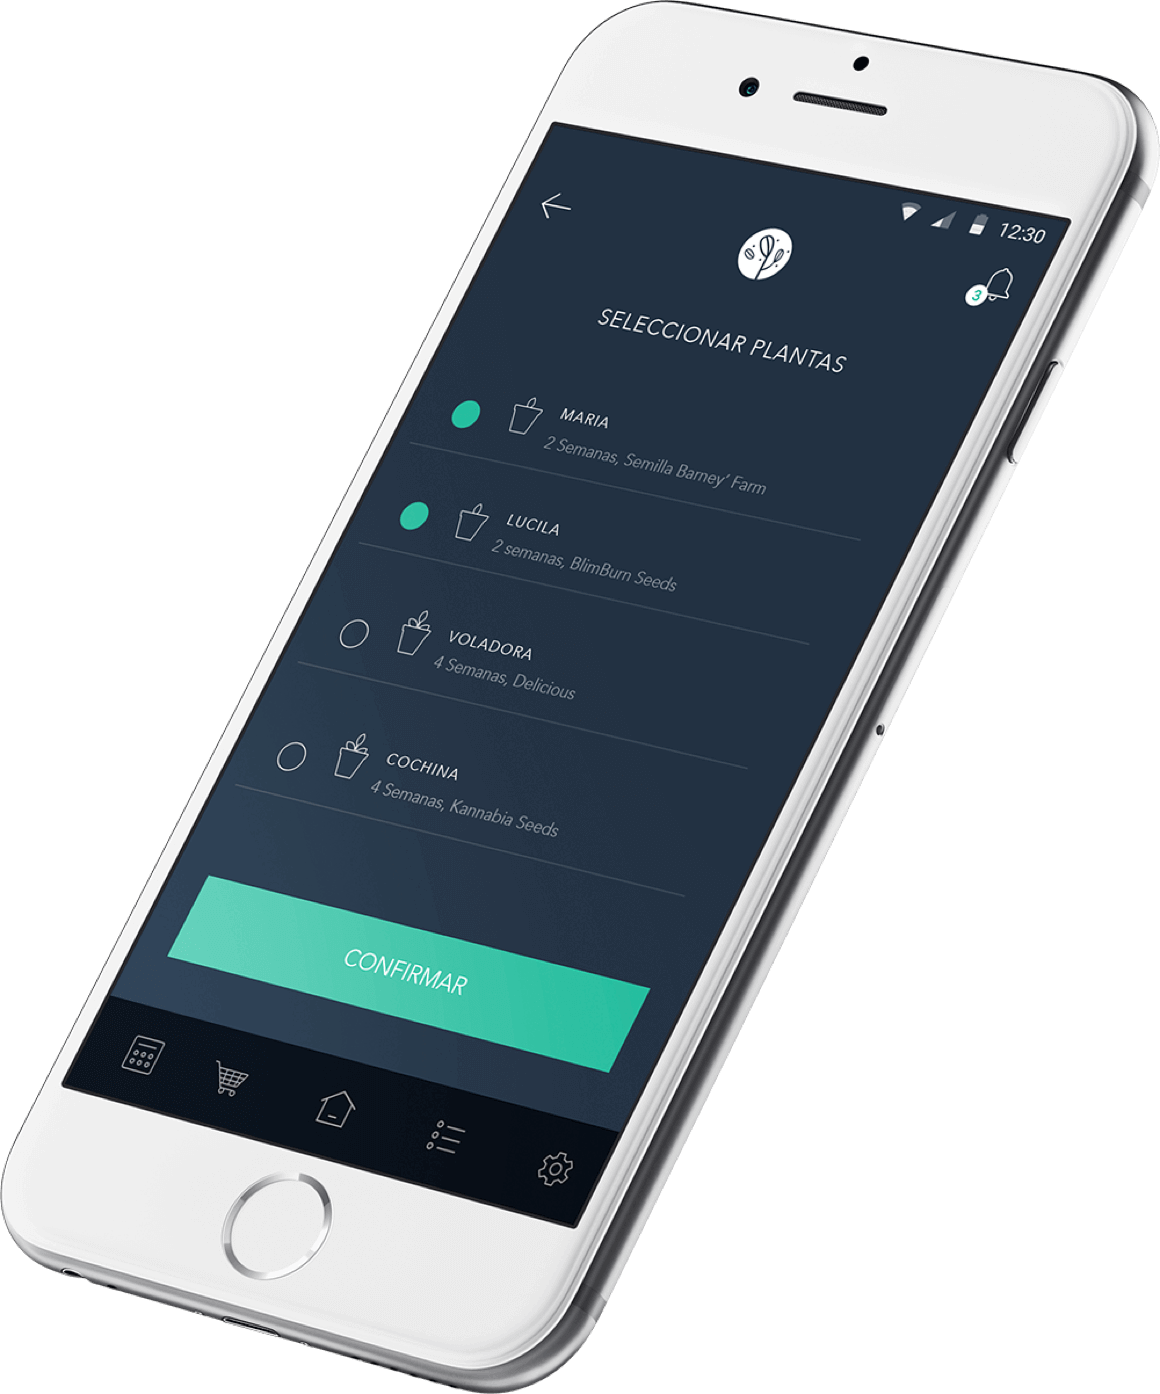 12:30
3
SELECCIONAR PLANTAS
MARIA
2 Semanas, Semilla Barney' Farm
LUCILA
2 semanas, BlimBurn Seeds
VOLADORA
4 Semanas, Delicious
COCHINA
4 Semanas, Kannabia Seeds
CONFIRMAR